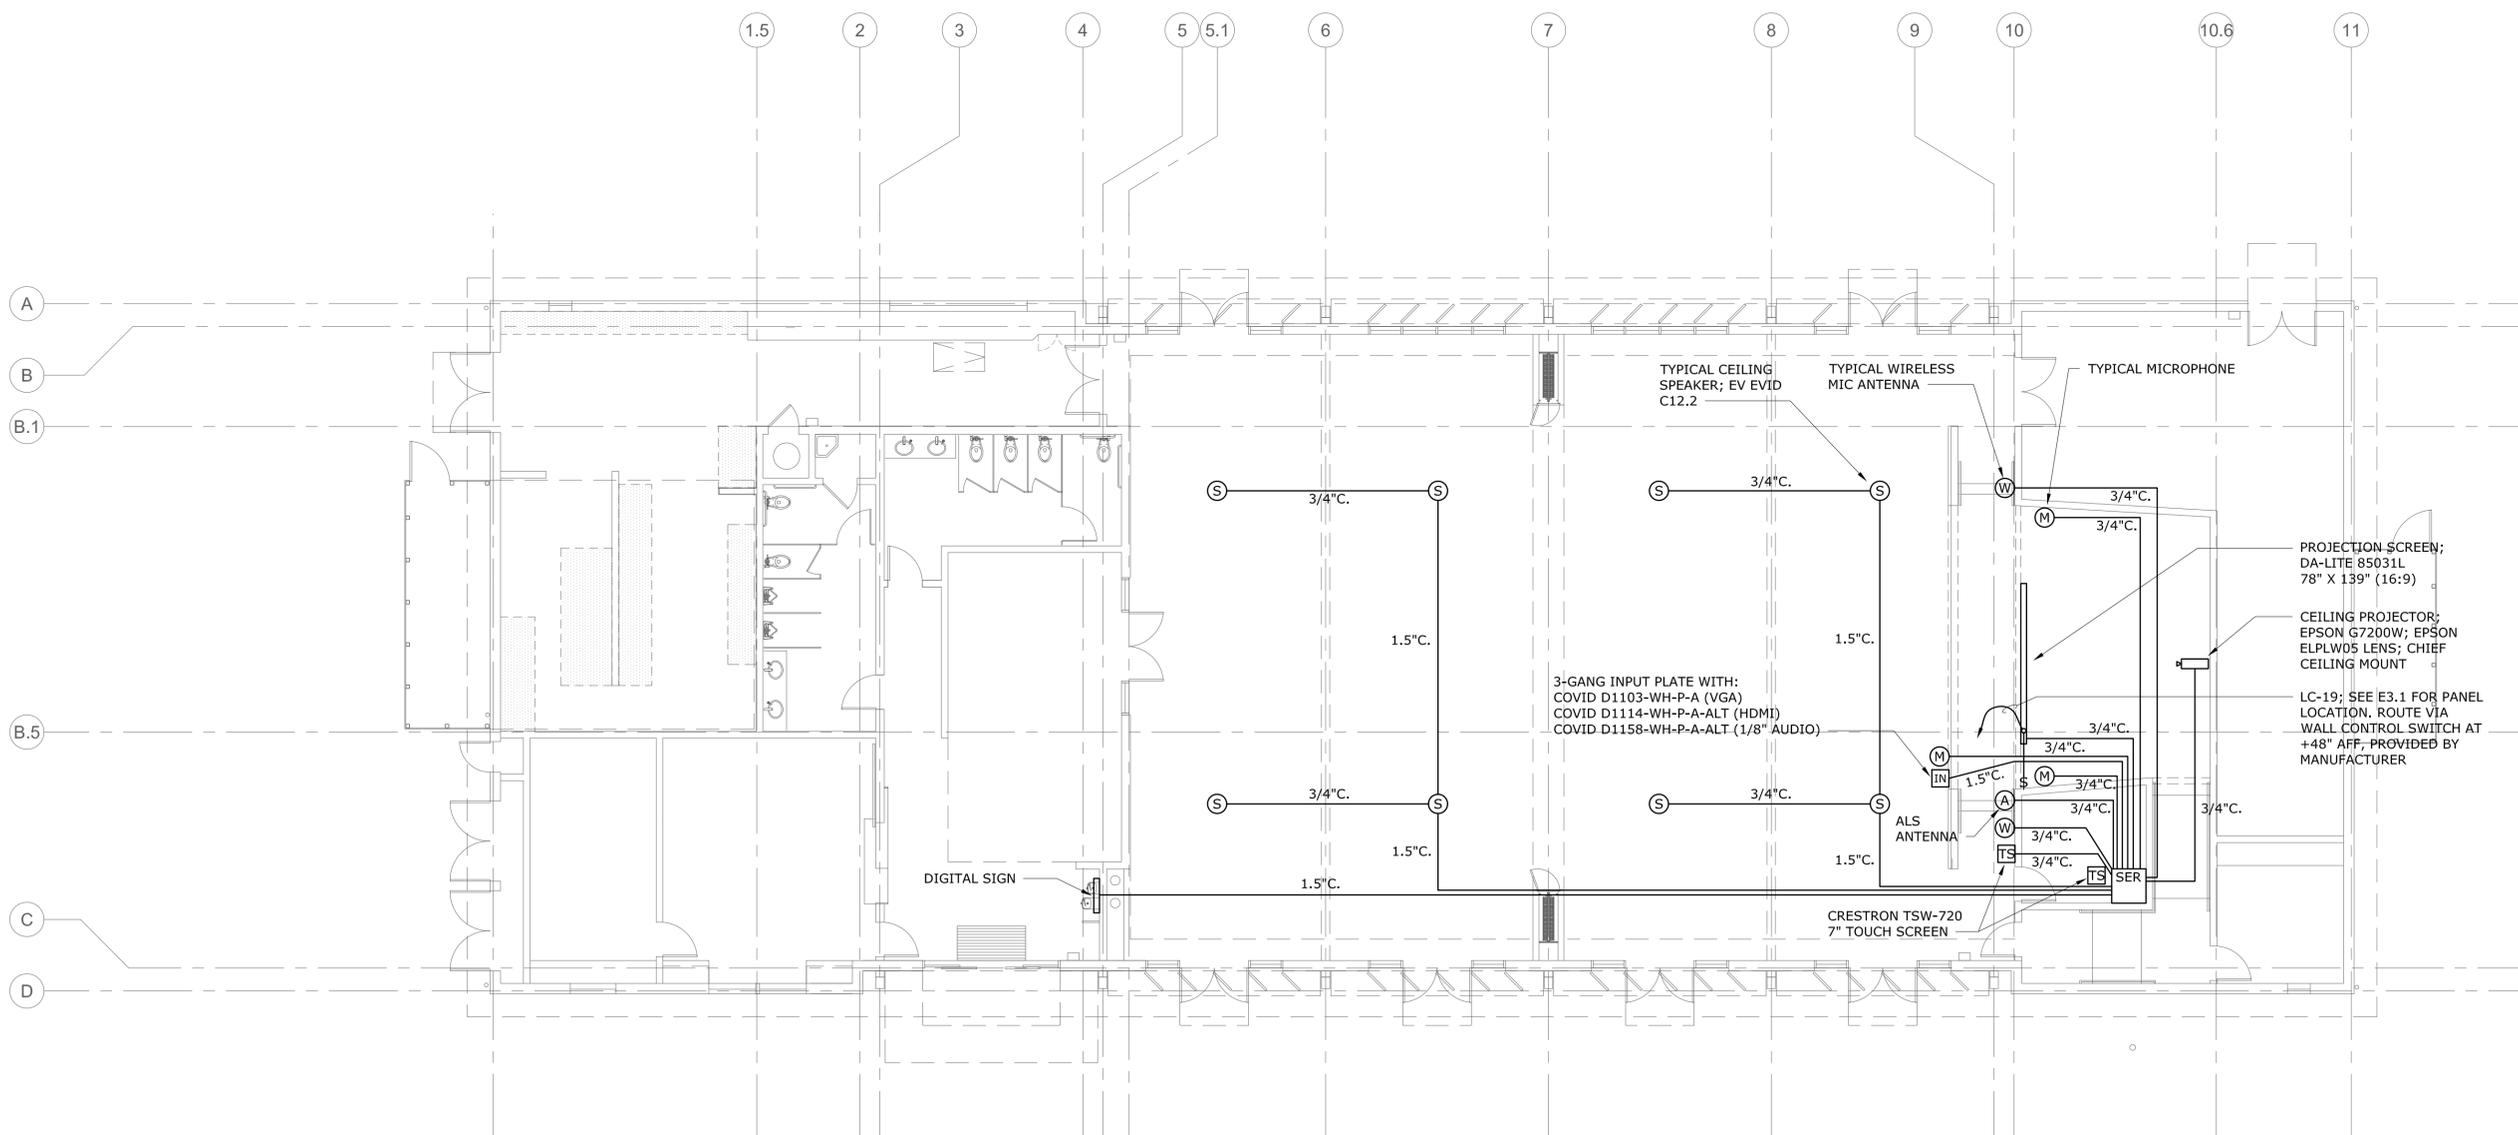 1.5
2
3
4
5
5.1
6
7
8
9
10
10.6
11
A
B
B.1
B.5
C
D
TYPICAL CEILING
SPEAKER; EV EVID
C12.2
TYPICAL WIRELESS
MIC ANTENNA
TYPICAL MICROPHONE
S
3/4"C.
S
S
3/4"C.
S
W
3/4"C.
M
3/4"C.
PROJECTION SCREEN;
DA-LITE 85031L
78" X 139" (16:9)
CEILING PROJECTOR;
EPSON G7200W; EPSON
ELPLW05 LENS; CHIEF
CEILING MOUNT
1.5"C.
1.5"C.
3-GANG INPUT PLATE WITH:
COVID D1103-WH-P-A (VGA)
COVID D1114-WH-P-A-ALT (HDMI)
COVID D1158-WH-P-A-ALT (1/8" AUDIO)
LC-19; SEE E3.1 FOR PANEL
LOCATION. ROUTE VIA
WALL CONTROL SWITCH AT
+48" AFF, PROVIDED BY
MANUFACTURER
3/4"C.
M
3/4"C.
IN
1.5"C.
S
M
3/4"C.
S
3/4"C.
S
S
3/4"C.
S
A
3/4"C.
3/4"C.
ALS
ANTENNA
W
3/4"C.
TS
3/4"C.
1.5"C.
1.5"C.
TS
SER
DIGITAL SIGN
1.5"C.
CRESTRON TSW-720
7" TOUCH SCREEN